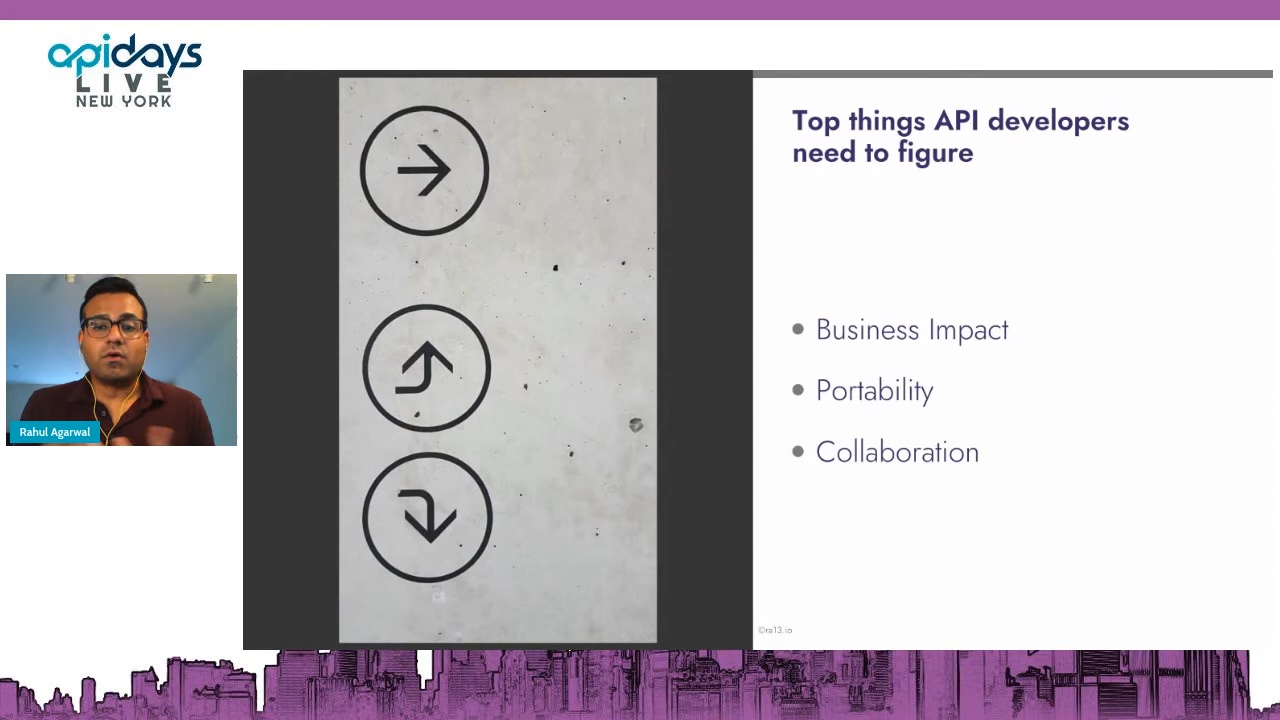 apidays
LIVE
NEW YORK
Top things API developers
need to figure
Business Impact
Portability
Collaboration
Rahul Agarwal
©ra13.io